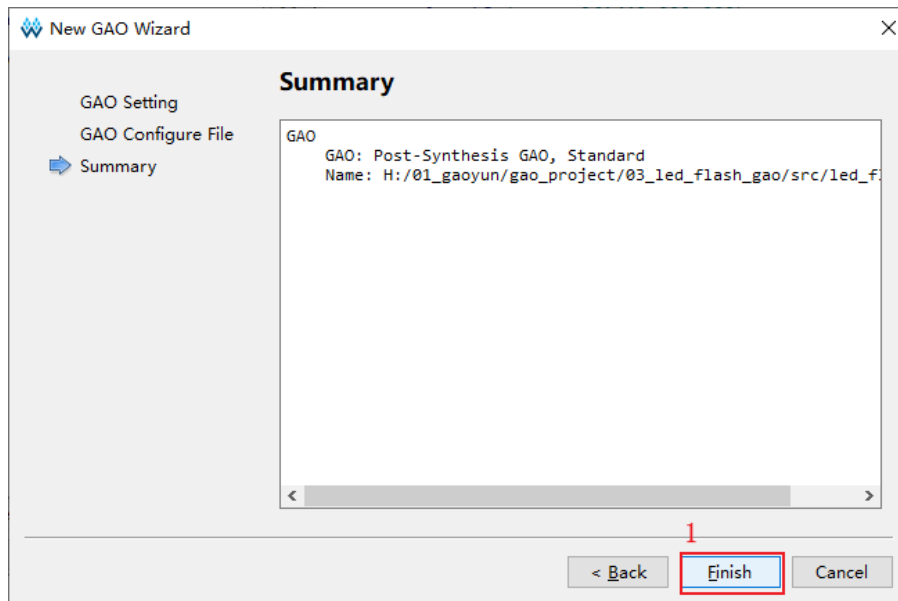 New GAO Wizard
GAO Setting
GAO Configure File
Summary
Summary
GAO
GAO: Post-Synthesis GAO, Standard
Name: H:/01_gaoyun/gao_project/03_led_flash_gao/src/led_fl
1
< Back
Finish
Cancel